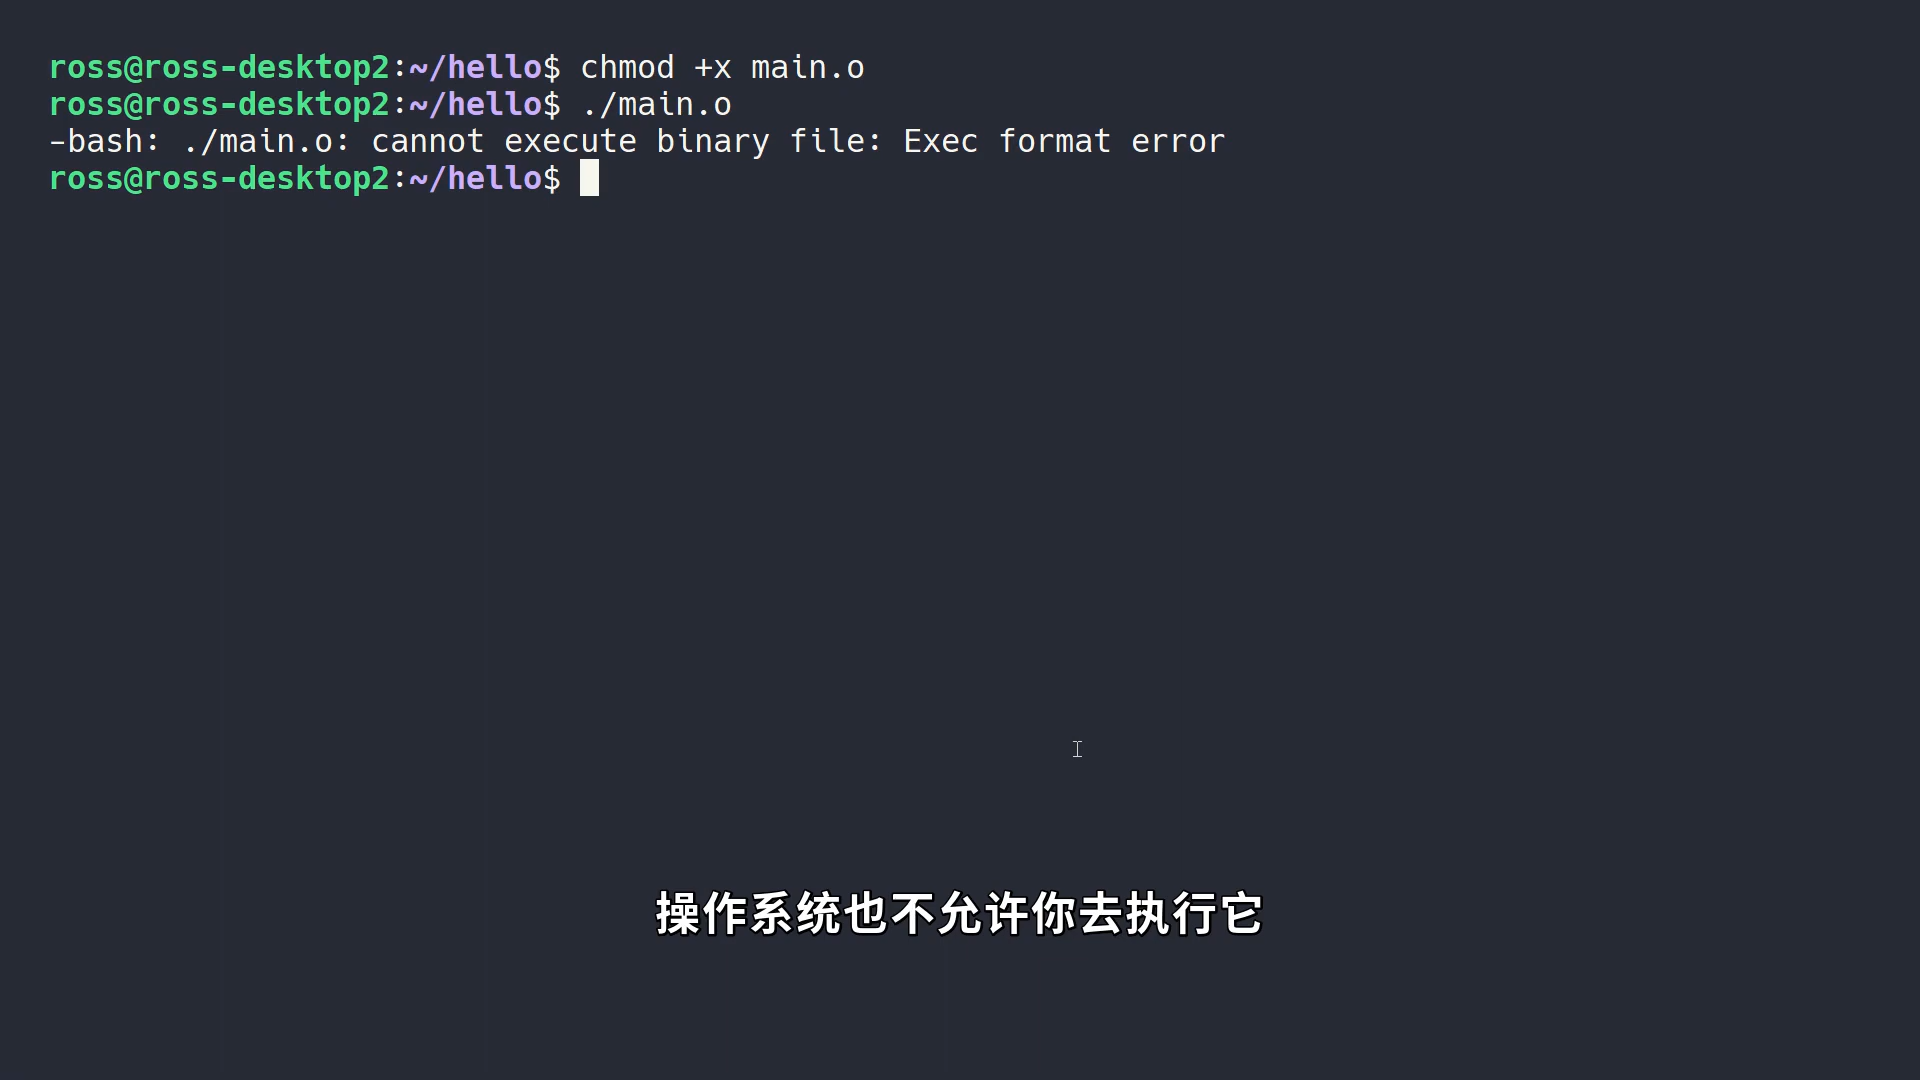 ross@ross-desktop2:~/hello$ chmod +x main.o
ross@ross-desktop2:~/hello$ ./main.o
-bash: ./main.o: cannot execute binary file: Exec format error
ross@ross-desktop2:~/hello$
操作系统也不允许你去执行它